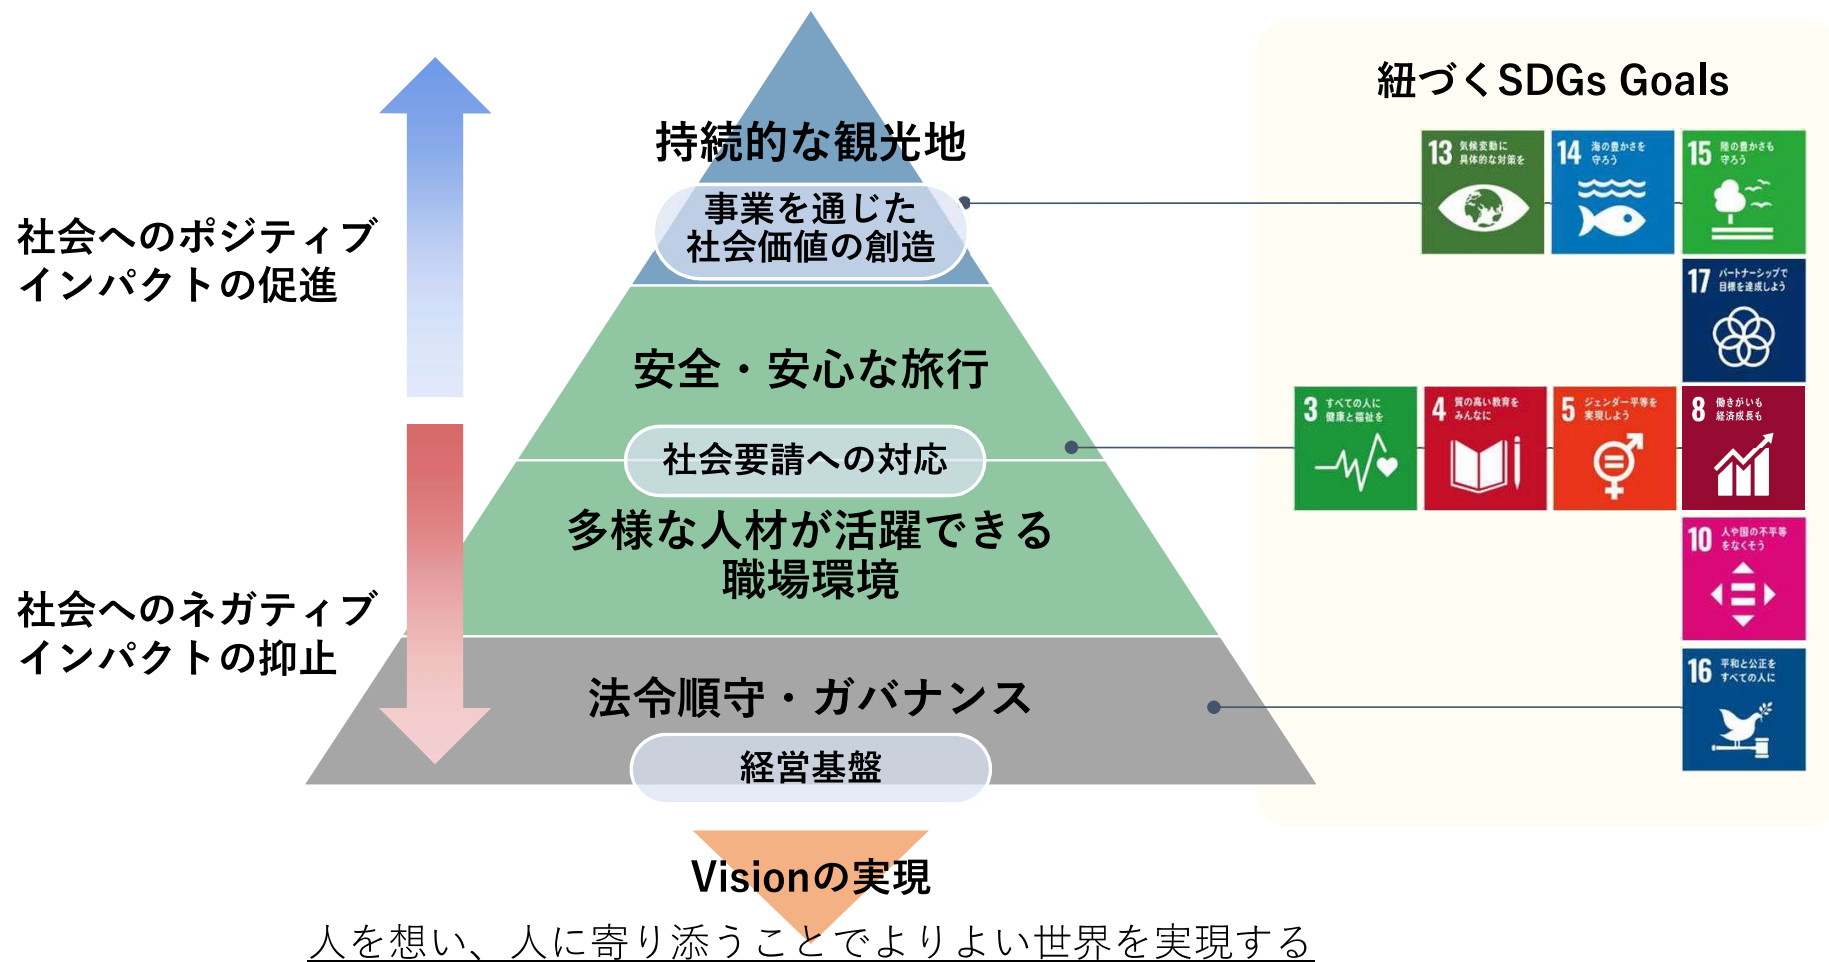 紐づくSDGs Goals
持続的な観光地
事業を通じた
社会価値の創造
社会へのポジティブ
インパクトの促進
安全・安心な旅行
社会要請への対応
多様な人材が活躍できる
職場環境
社会へのネガティブ
インパクトの抑止
法令順守・ガバナンス
経営基盤
13 気候変動に
具体的な対策を
14 海の豊かさを
守ろう
15 陸の豊かさも
守ろう
17 パートナーシップで
目標を達成しよう
3 すべての人に
健康と福祉を
4 質の高い教育を
みんなに
5 ジェンダー平等を
実現しよう
8 働きがいも
経済成長も
10 人や国の不平等
をなくそう
16 平和と公正を
すべての人に
Visionの実現
人を想い、人に寄り添うことでよりよい世界を実現する